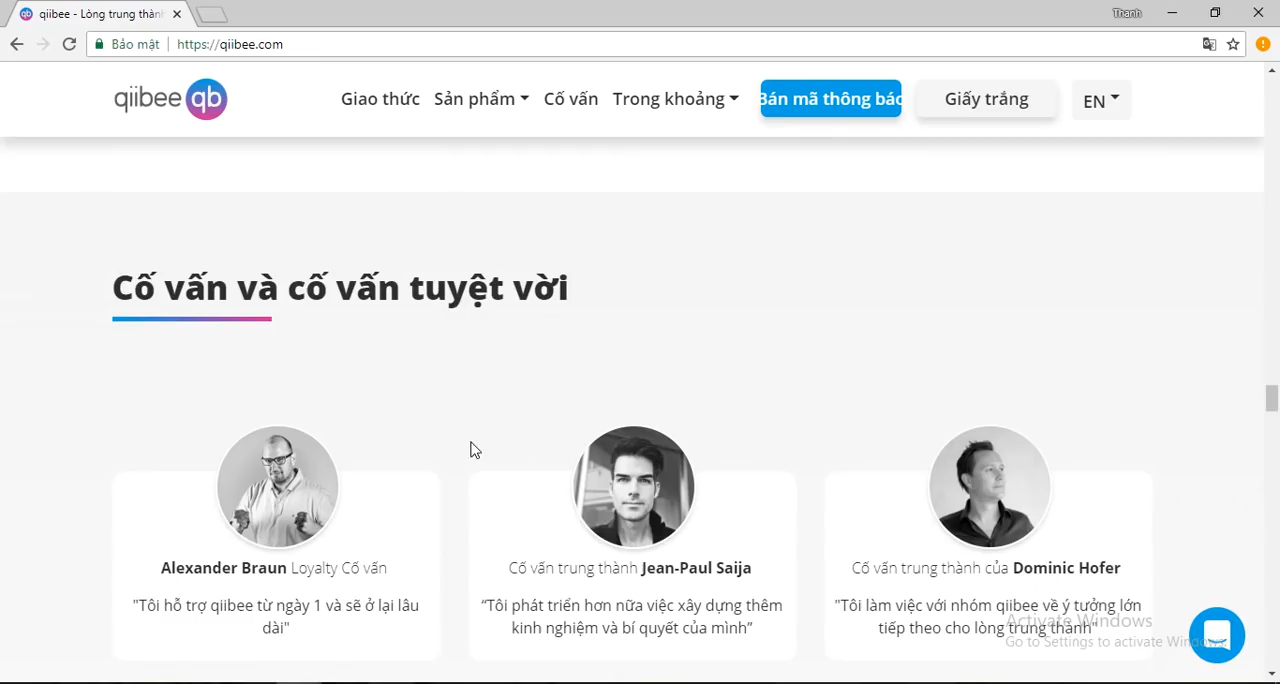 qiibee - Lòng trung thành
Thanh
Bảo mật
https://qiibee.com
qiibee qb
Giao thức
Sản phẩm
Cố vấn
Trong khoảng
Bán mã thông báo
Giấy trắng
EN
Cố vấn và cố vấn tuyệt vời
Alexander Braun Loyalty Cố vấn
"Tôi hỗ trợ qiibee từ ngày 1 và sẽ ở lại lâu
dài"
Cố vấn trung thành Jean-Paul Saija
“Tôi phát triển hơn nữa việc xây dựng thêm
kinh nghiệm và bí quyết của mình”
Cố vấn trung thành của Dominic Hofer
"Tôi làm việc với nhóm qiibee về ý tưởng lớn
tiếp theo cho lòng trung thành"
Activate Windows
Go to Settings to activate Windows.